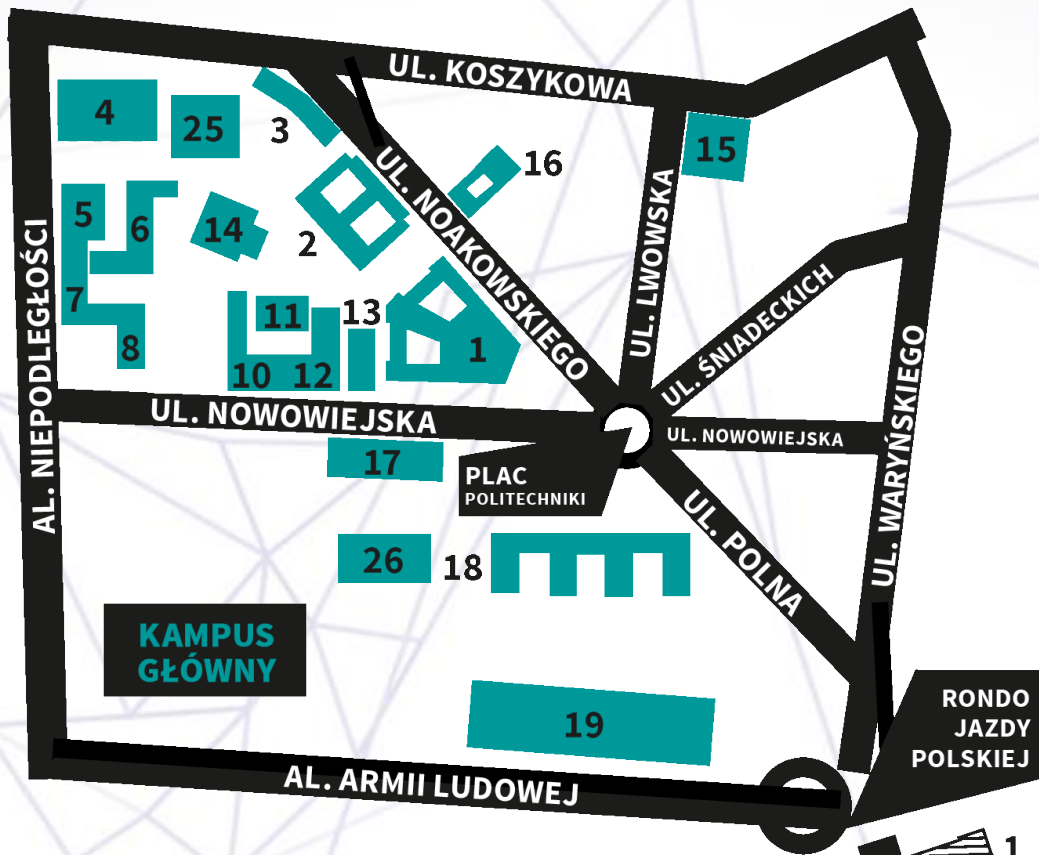 UL. KOSZYKOWA
4
25
3
15
16
UL. NOAKOWSKIEGO
UL. LWOWSKA
5
6
14
2
AL. NIEPODLEGŁOŚCI
7
11
13
8
10
12
1
UL. ŚNIADECKICH
UL. WARYŃSKIEGO
UL. NOWOWIEJSKA
UL. NOWOWIEJSKA
17
PLAC
POLITECHNIKI
UL. POLNA
26
18
KAMPUS
GŁÓWNY
19
RONDO
JAZDY
POLSKIEJ
AL. ARMII LUDOWEJ
1